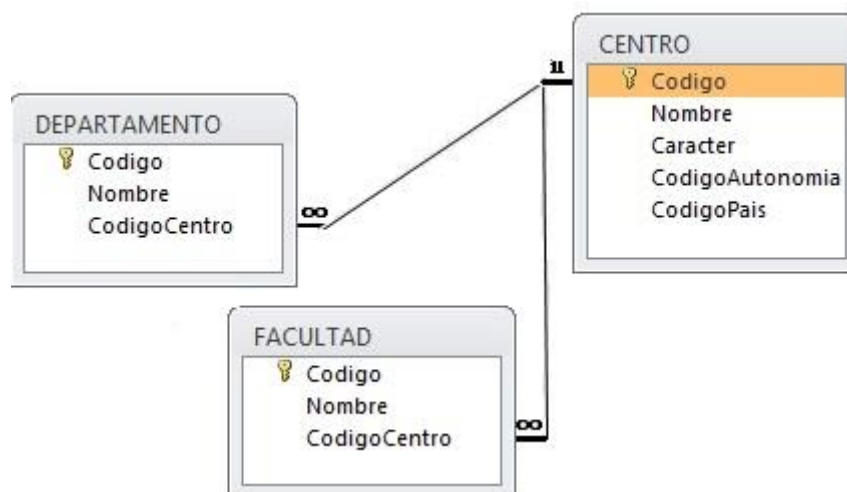 CENTRO
Codigo
Nombre
Caracter
CodigoAutonomia
CodigoPais
DEPARTAMENTO
Codigo
Nombre
CodigoCentro
∞
FACULTAD
Codigo
Nombre
CodigoCentro
∞